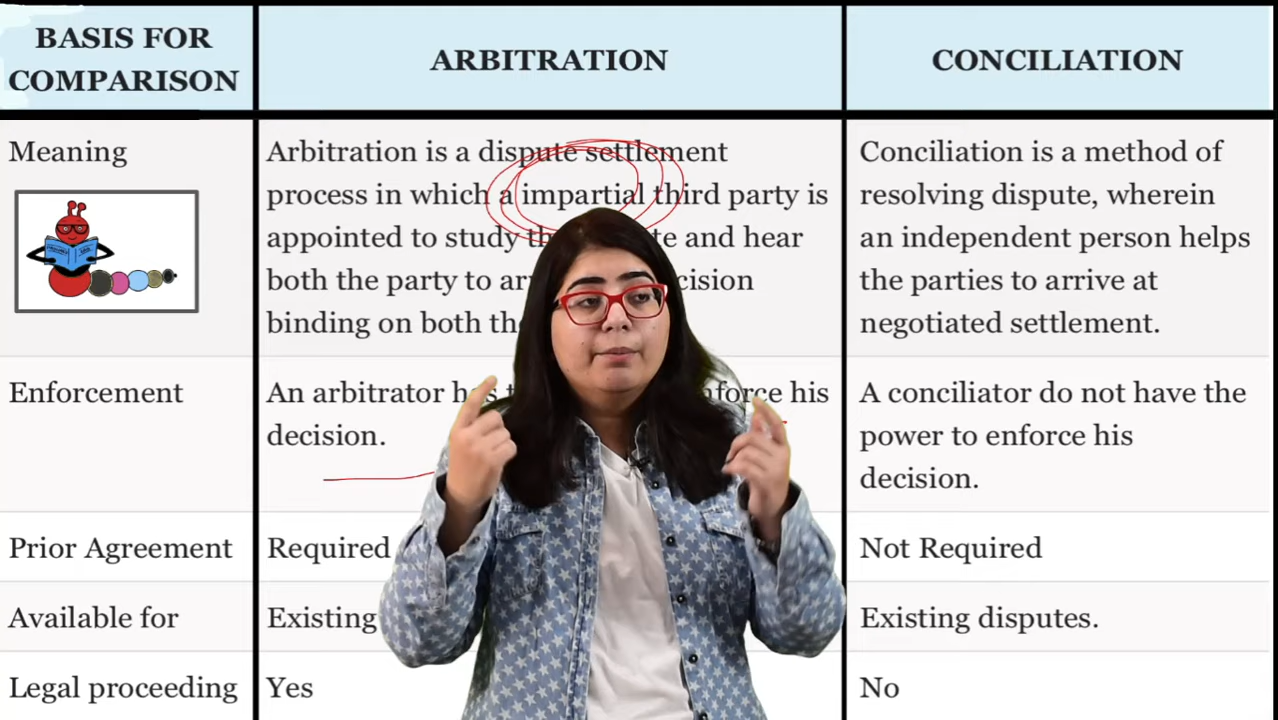 BASIS FOR
COMPARISON
ARBITRATION
CONCILIATION
Meaning
Arbitration is a dispute settlement
process in which a impartial third party is
appointed to study and hear
both the party to
binding on both
Conciliation is a method of
resolving dispute, wherein
an independent person helps
the parties to arrive at
negotiated settlement.
Enforcement
An arbitrator his
decision.
A conciliator do not have the
power to enforce his
decision.
Prior Agreement
Required
Not Required
Available for
Existing
Existing disputes.
Legal proceeding
Yes
No